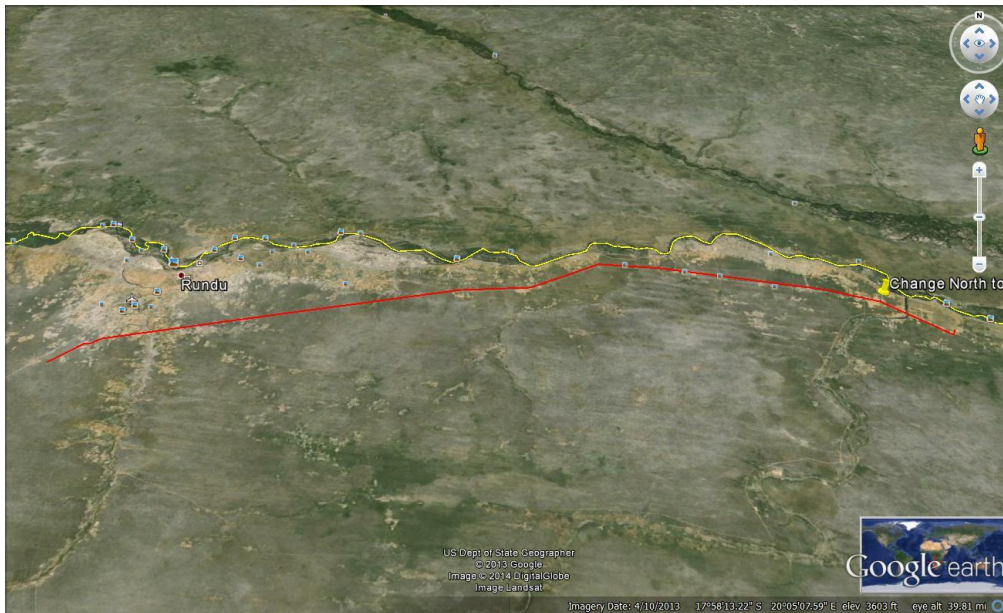 N
Rundu
Change North to
US Dept of State Geographer
© 2013 Google
Image © 2014 DigitalGlobe
Image Landsat
Google earth
Imagery Date: 4/10/2013 17°58'13.22" S 20°05'07.59" E elev 3603 ft eye alt 39.81 mi